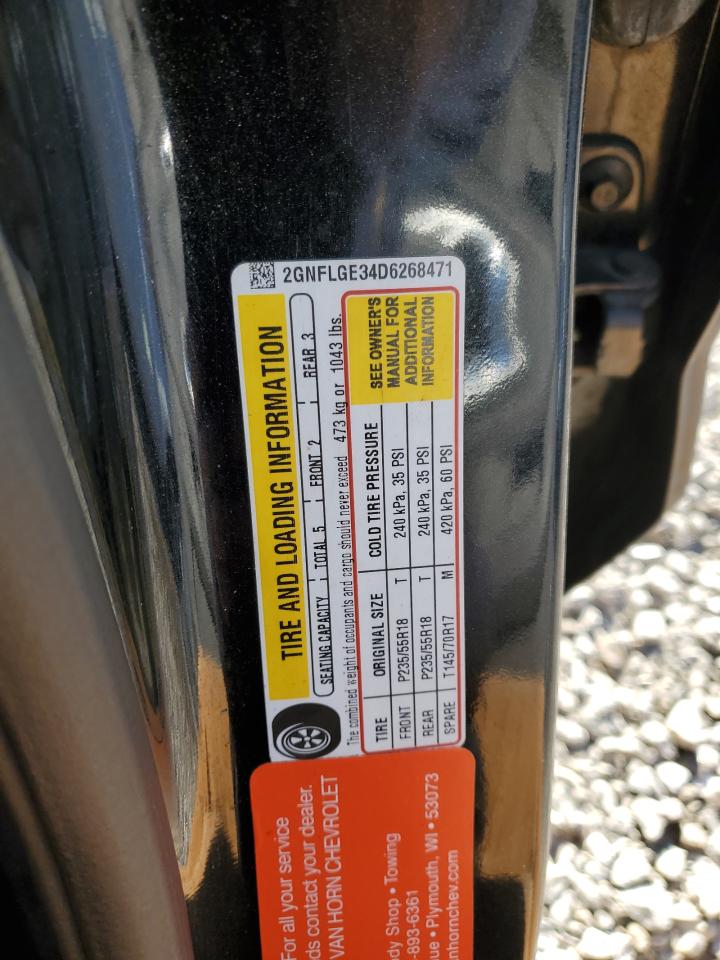 2GNFLGE34D6268471
TIRE AND LOADING INFORMATION
SEATING CAPACITY TOTAL 5 FRONT 2 REAR 3
The combined weight of occupants and cargo should never exceed 473 kg or 1043 lbs.
TIRE ORIGINAL SIZE COLD TIRE PRESSURE
FRONT P235/55R18 T 240 kPa, 35 PSI
REAR P235/55R18 T 240 kPa, 35 PSI
SPARE T145/70R17 M 420 kPa, 60 PSI
SEE OWNER'S
MANUAL FOR
ADDITIONAL
INFORMATION
For all your service
ds contact your dealer.
VAN HORN CHEVROLET
dy Shop • Towing
-893-6361
ue • Plymouth, WI • 53073
nhornchev.com